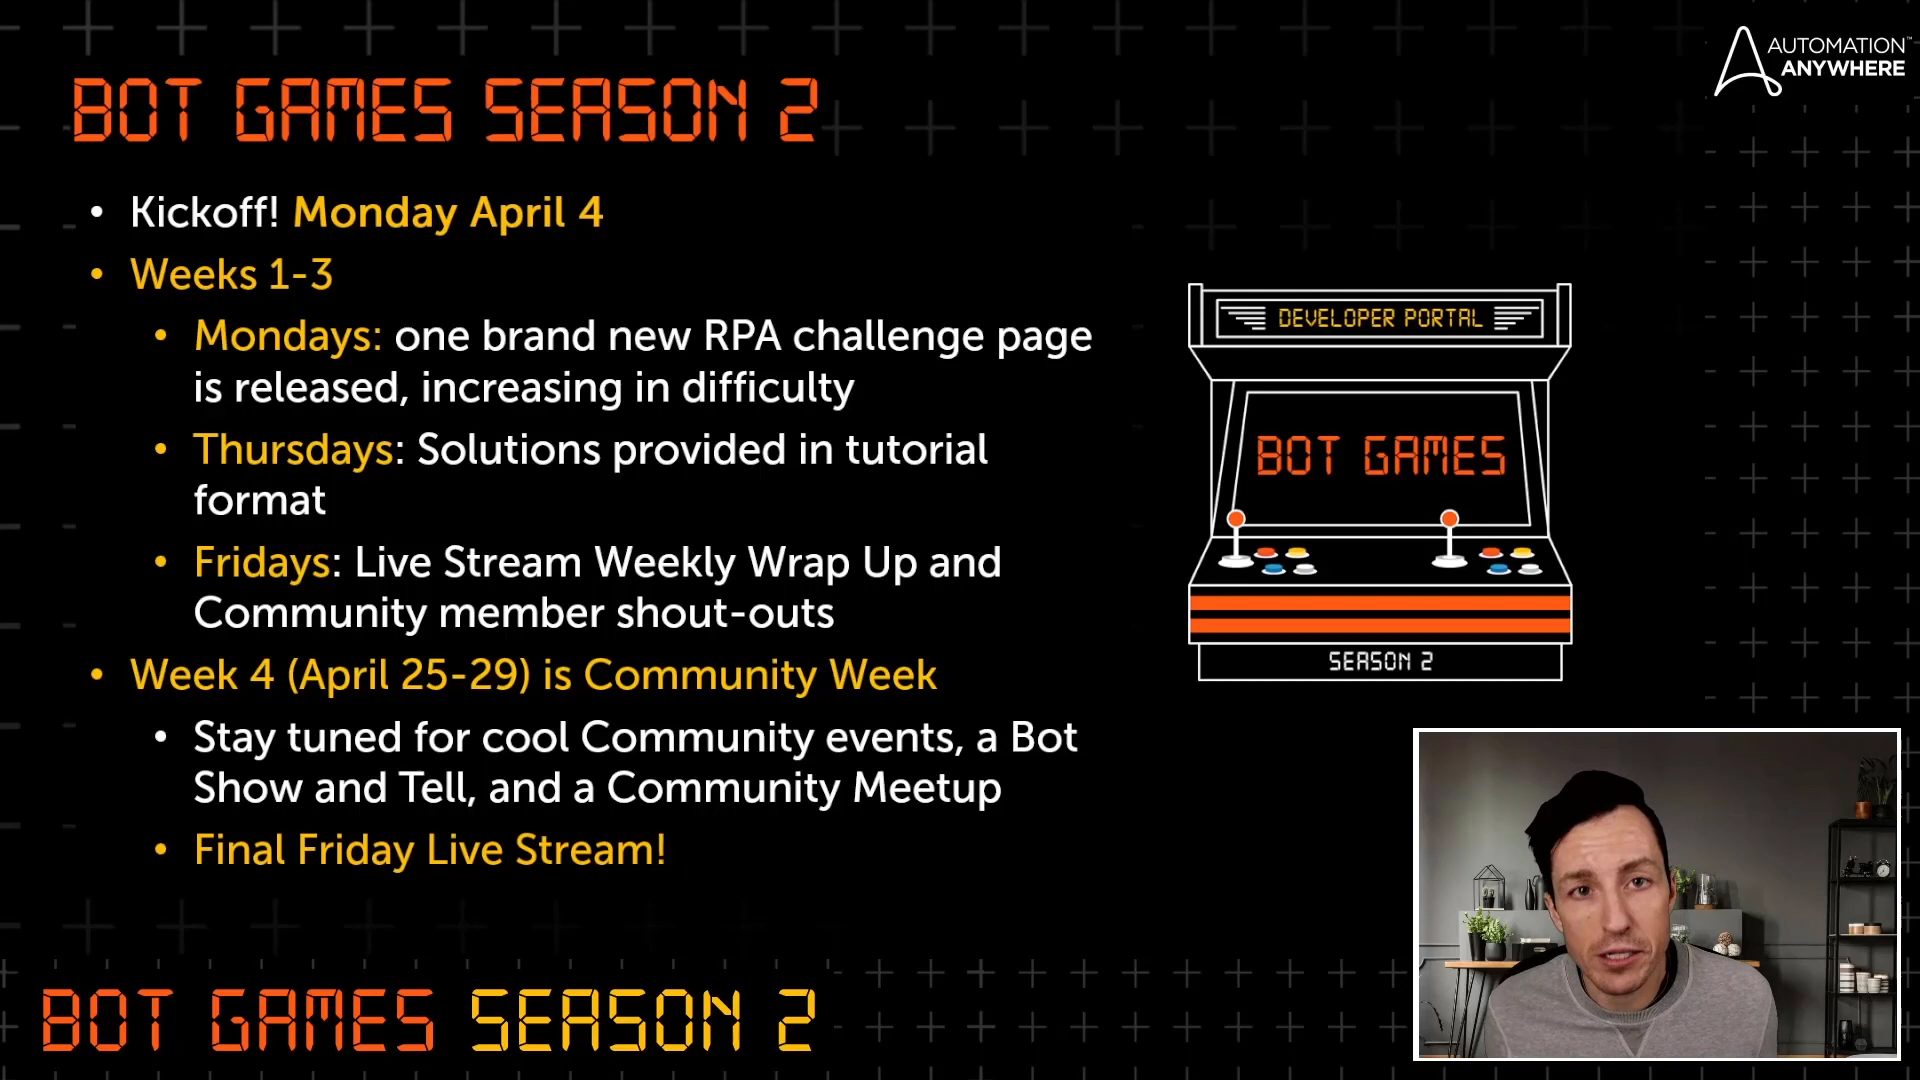 AUTOMATION
ANYWHERE
BOT GAMES SEASON 2
• Kickoff! Monday April 4
• Weeks 1-3
• Mondays: one brand new RPA challenge page
is released, increasing in difficulty
• Thursdays: Solutions provided in tutorial
format
• Fridays: Live Stream Weekly Wrap Up and
Community member shout-outs
• Week 4 (April 25-29) is Community Week
• Stay tuned for cool Community events, a Bot
Show and Tell, and a Community Meetup
• Final Friday Live Stream!
DEVELOPER PORTAL
BOT GAMES
SEASON 2
BOT GAMES SEASON 2